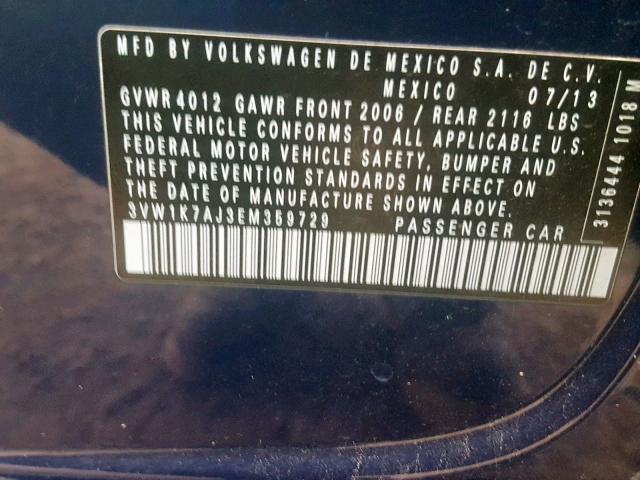 MFD BY VOLKSWAGEN DE MEXICO S.A. DE C.V.
MEXICO 07/13
GVWR 4012 GAWR FRONT 2006 / REAR 2116 LBS
THIS VEHICLE CONFORMS TO ALL APPLICABLE U.S.
FEDERAL MOTOR VEHICLE SAFETY, BUMPER AND
THEFT PREVENTION STANDARDS IN EFFECT ON
THE DATE OF MANUFACTURE SHOWN ABOVE.
3VW1K7AJ3EM359729 PASSENGER CAR
3136444 1018 M